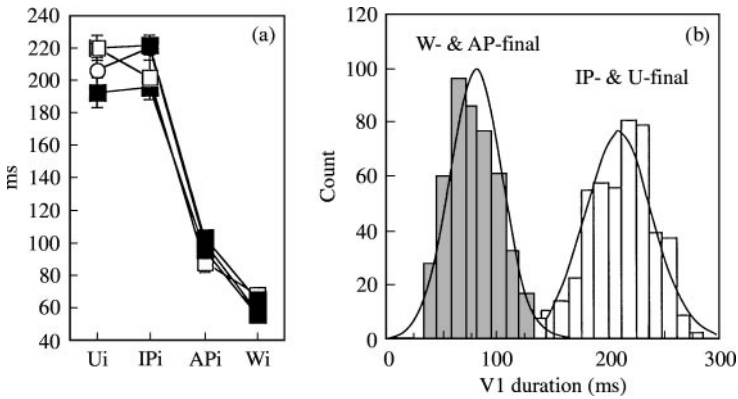 (a)
240
220
200
180
160
140
120
100
80
60
40
ms
Ui IPi APi Wi
(b)
W- & AP-final
IP- & U-final
120
100
80
60
40
20
0
Count
0 100 200 300
V1 duration (ms)